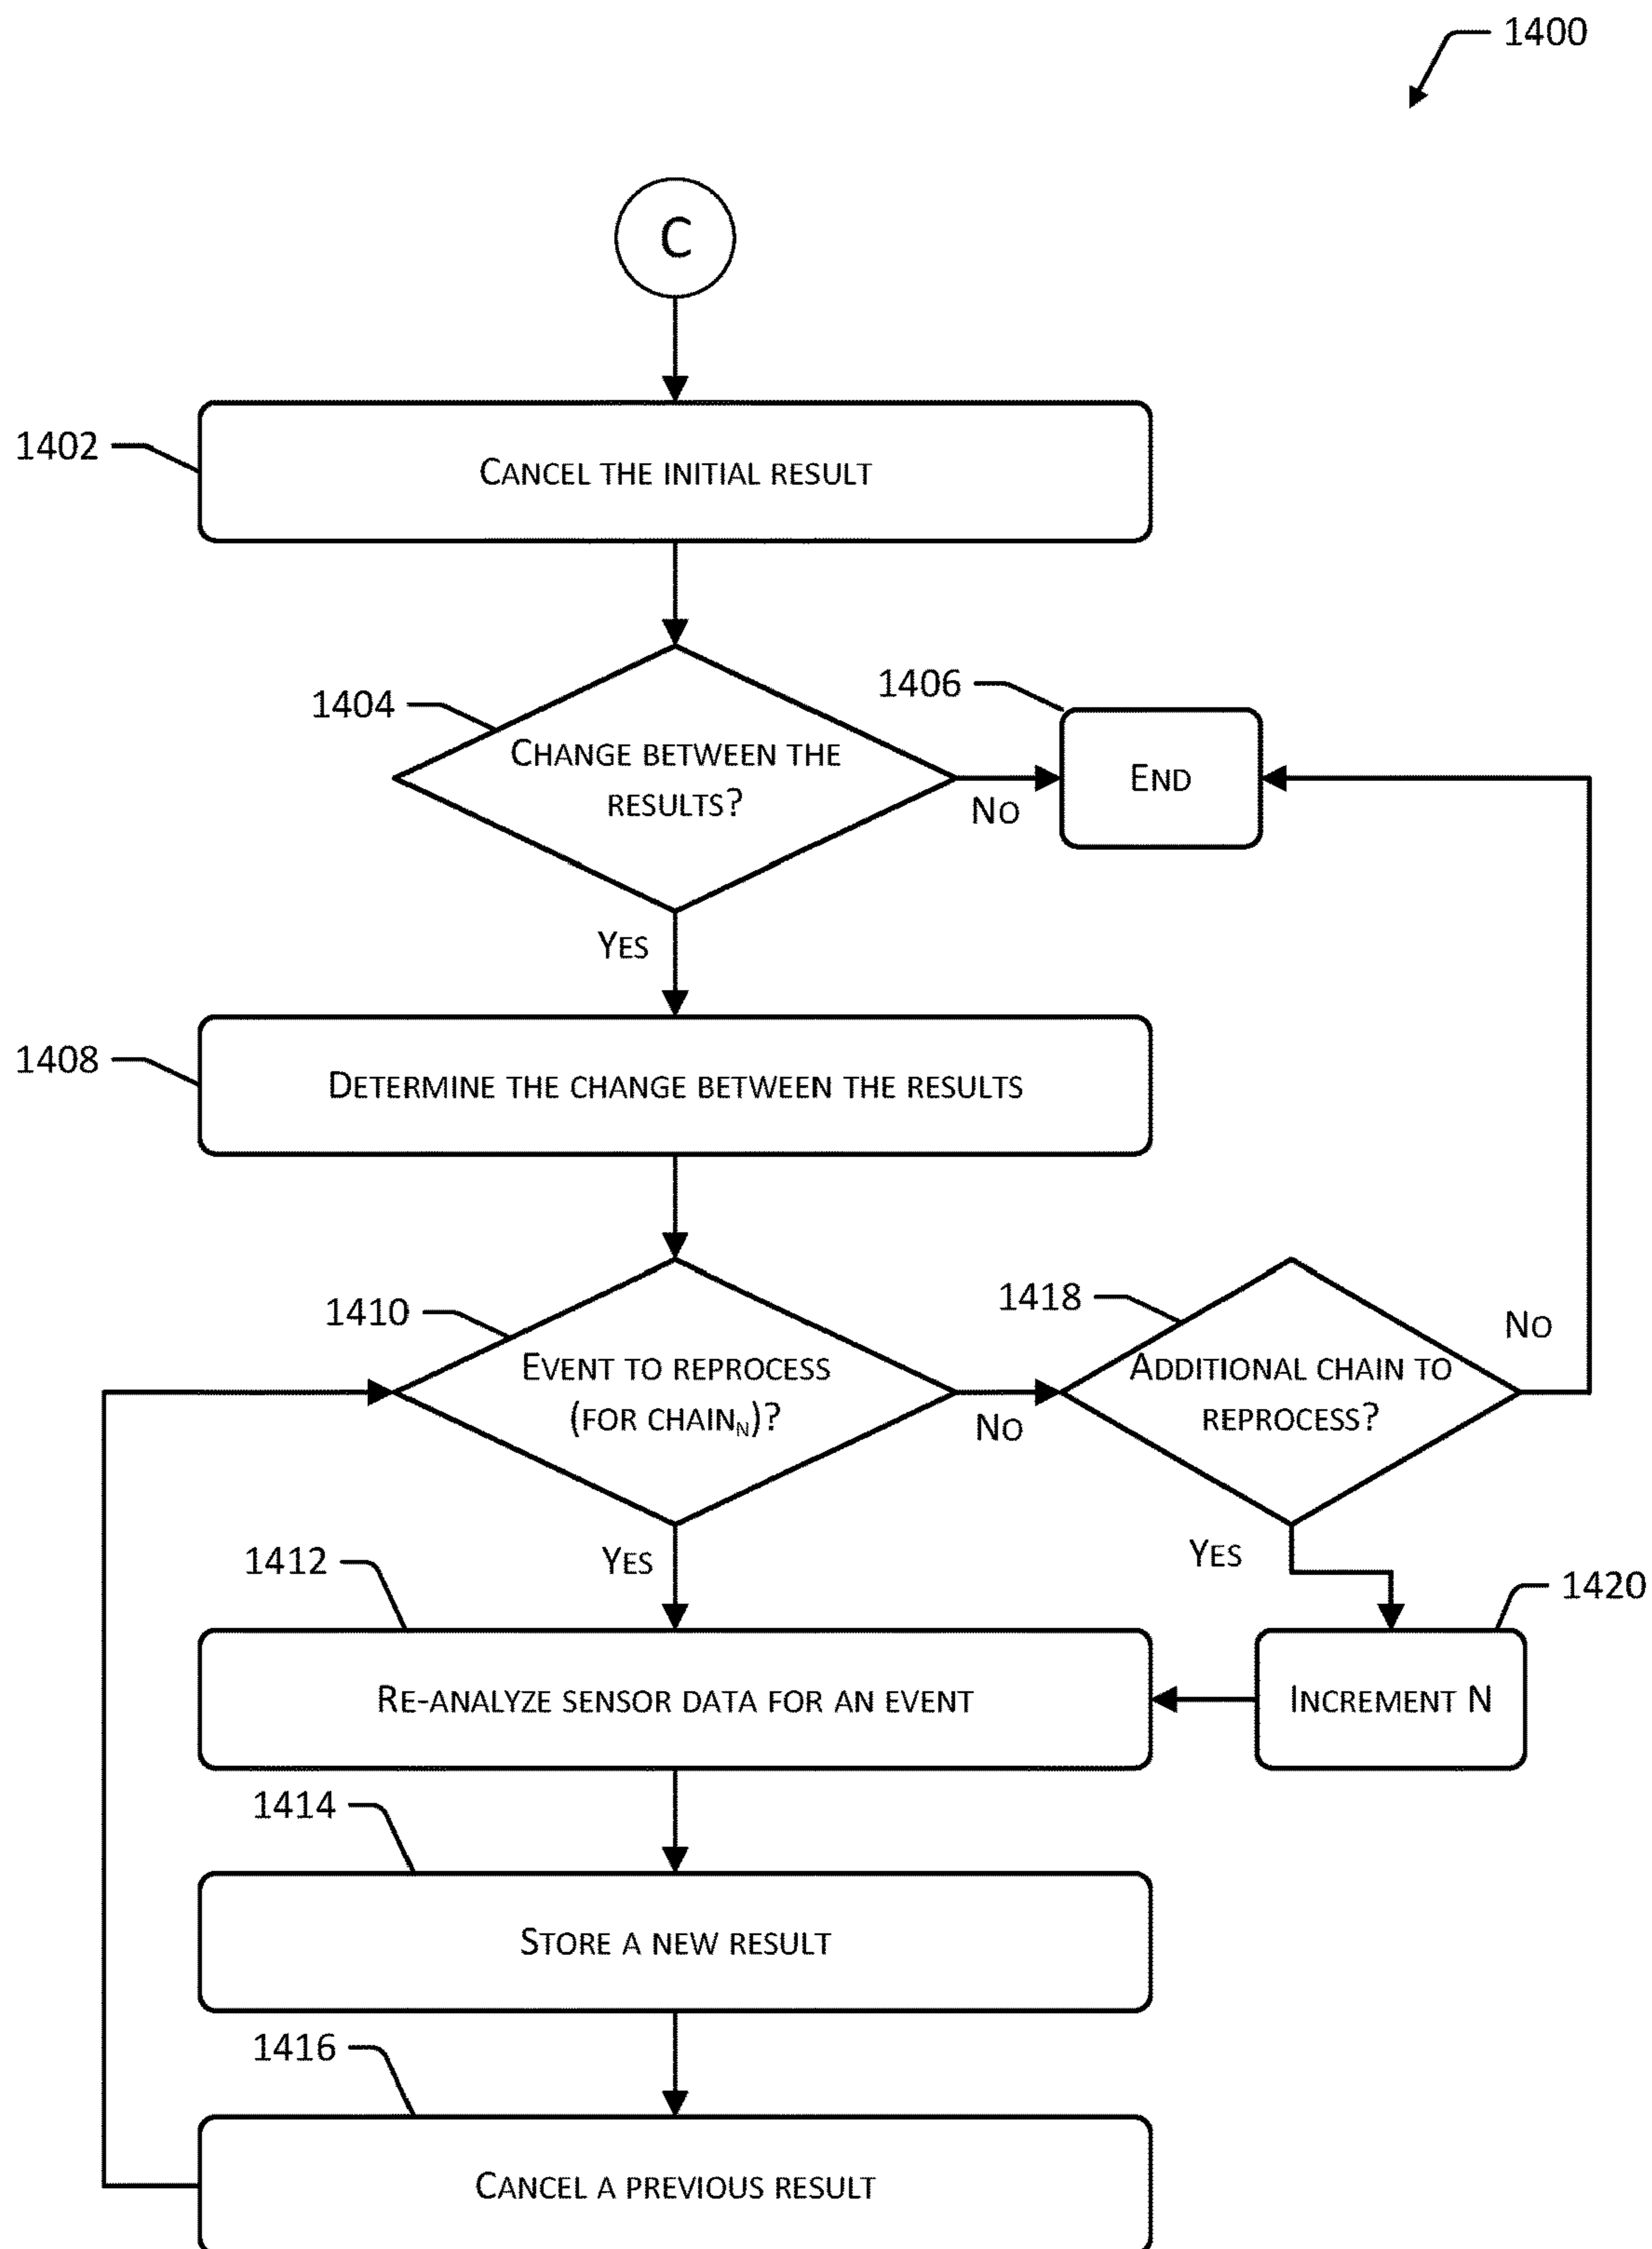 1400
C
1402
CANCEL THE INITIAL RESULT
1404
1406
CHANGE BETWEEN THE
RESULTS?
END
NO
YES
1408
DETERMINE THE CHANGE BETWEEN THE RESULTS
1410
1418
NO
EVENT TO REPROCESS
(FOR CHAINN)?
ADDITIONAL CHAIN TO
REPROCESS?
NO
YES
YES
1412
1420
RE-ANALYZE SENSOR DATA FOR AN EVENT
INCREMENT N
1414
STORE A NEW RESULT
1416
CANCEL A PREVIOUS RESULT